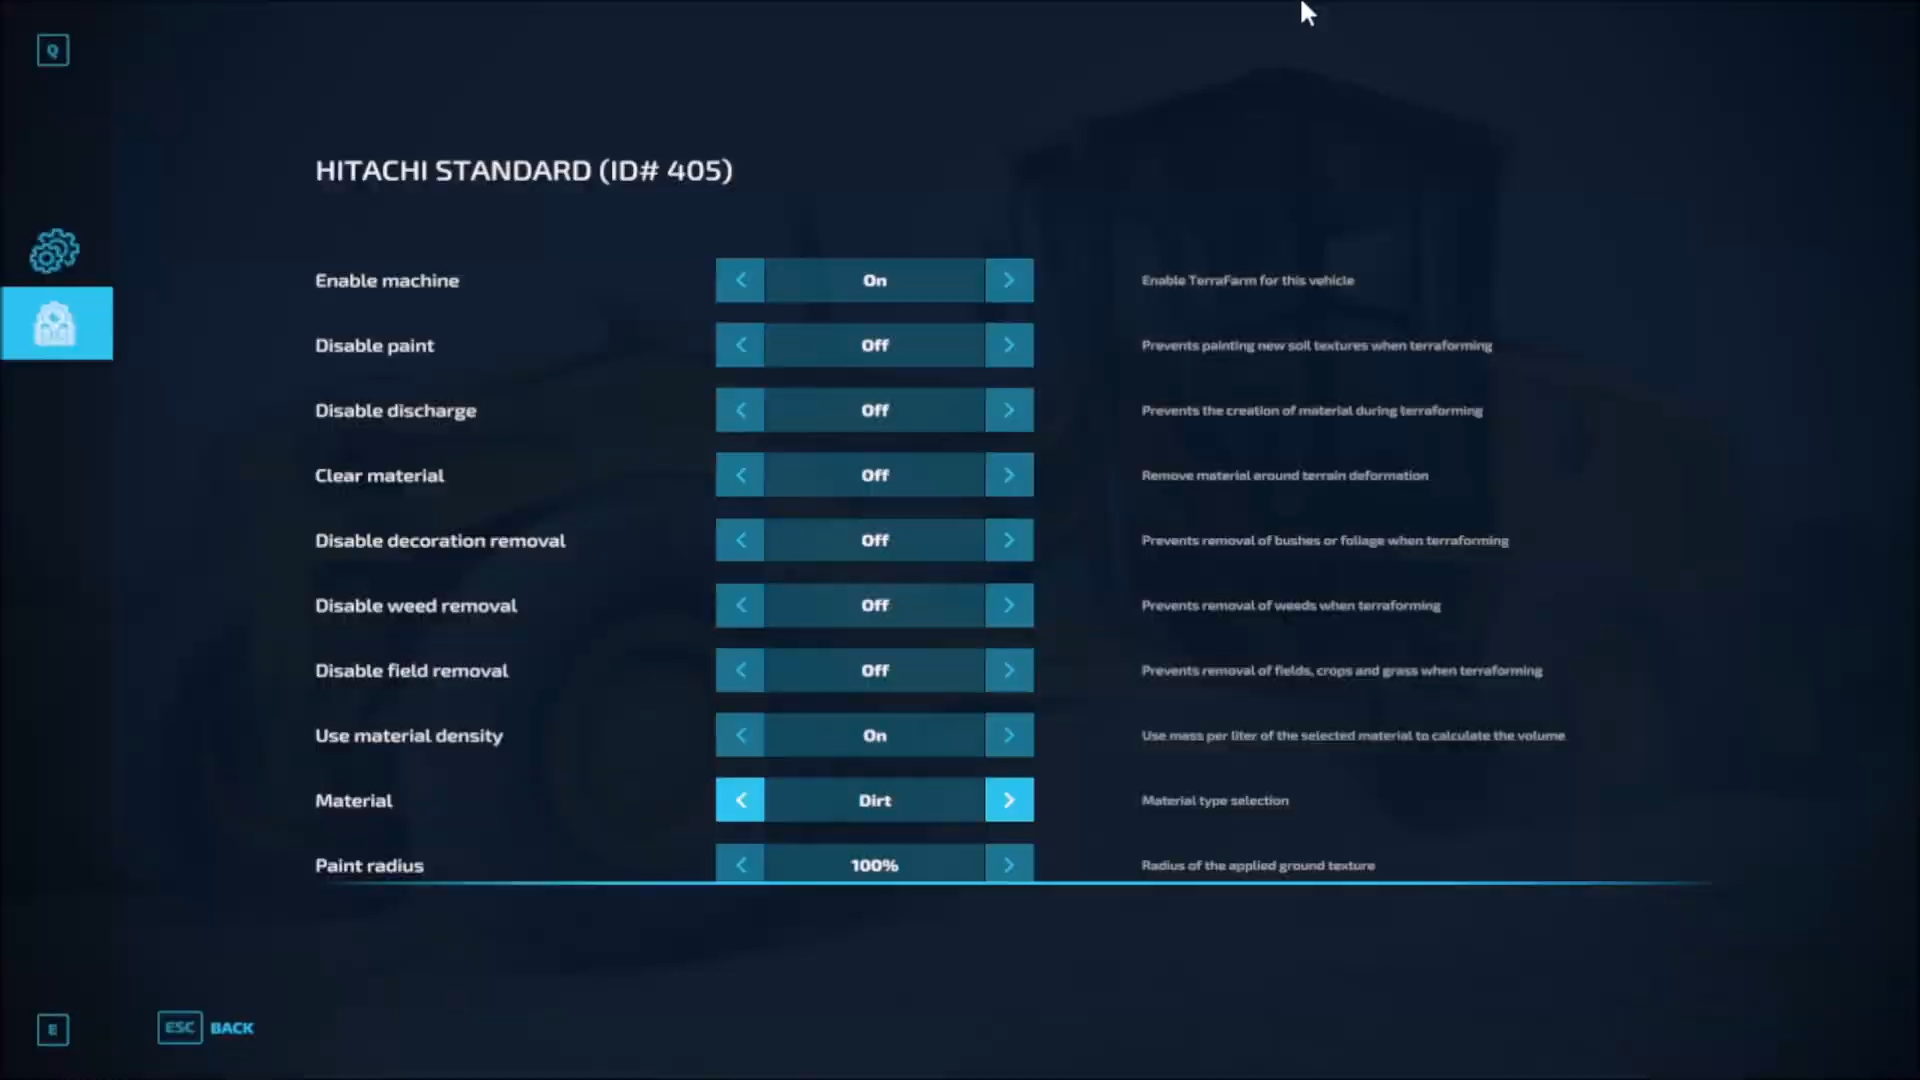 Q
HITACHI STANDARD (ID# 405)
Enable machine On Enable TerraFarm for this vehicle
Disable paint Off Prevents painting new soil textures when terraforming
Disable discharge Off Prevents the creation of material during terraforming
Clear material Off Remove material around terrain deformation
Disable decoration removal Off Prevents removal of bushes or foliage when terraforming
Disable weed removal Off Prevents removal of weeds when terraforming
Disable field removal Off Prevents removal of fields, crops and grass when terraforming
Use material density On Use mass per liter of the selected material to calculate the volume
Material Dirt Material type selection
Paint radius 100% Radius of the applied ground texture
E ESC BACK